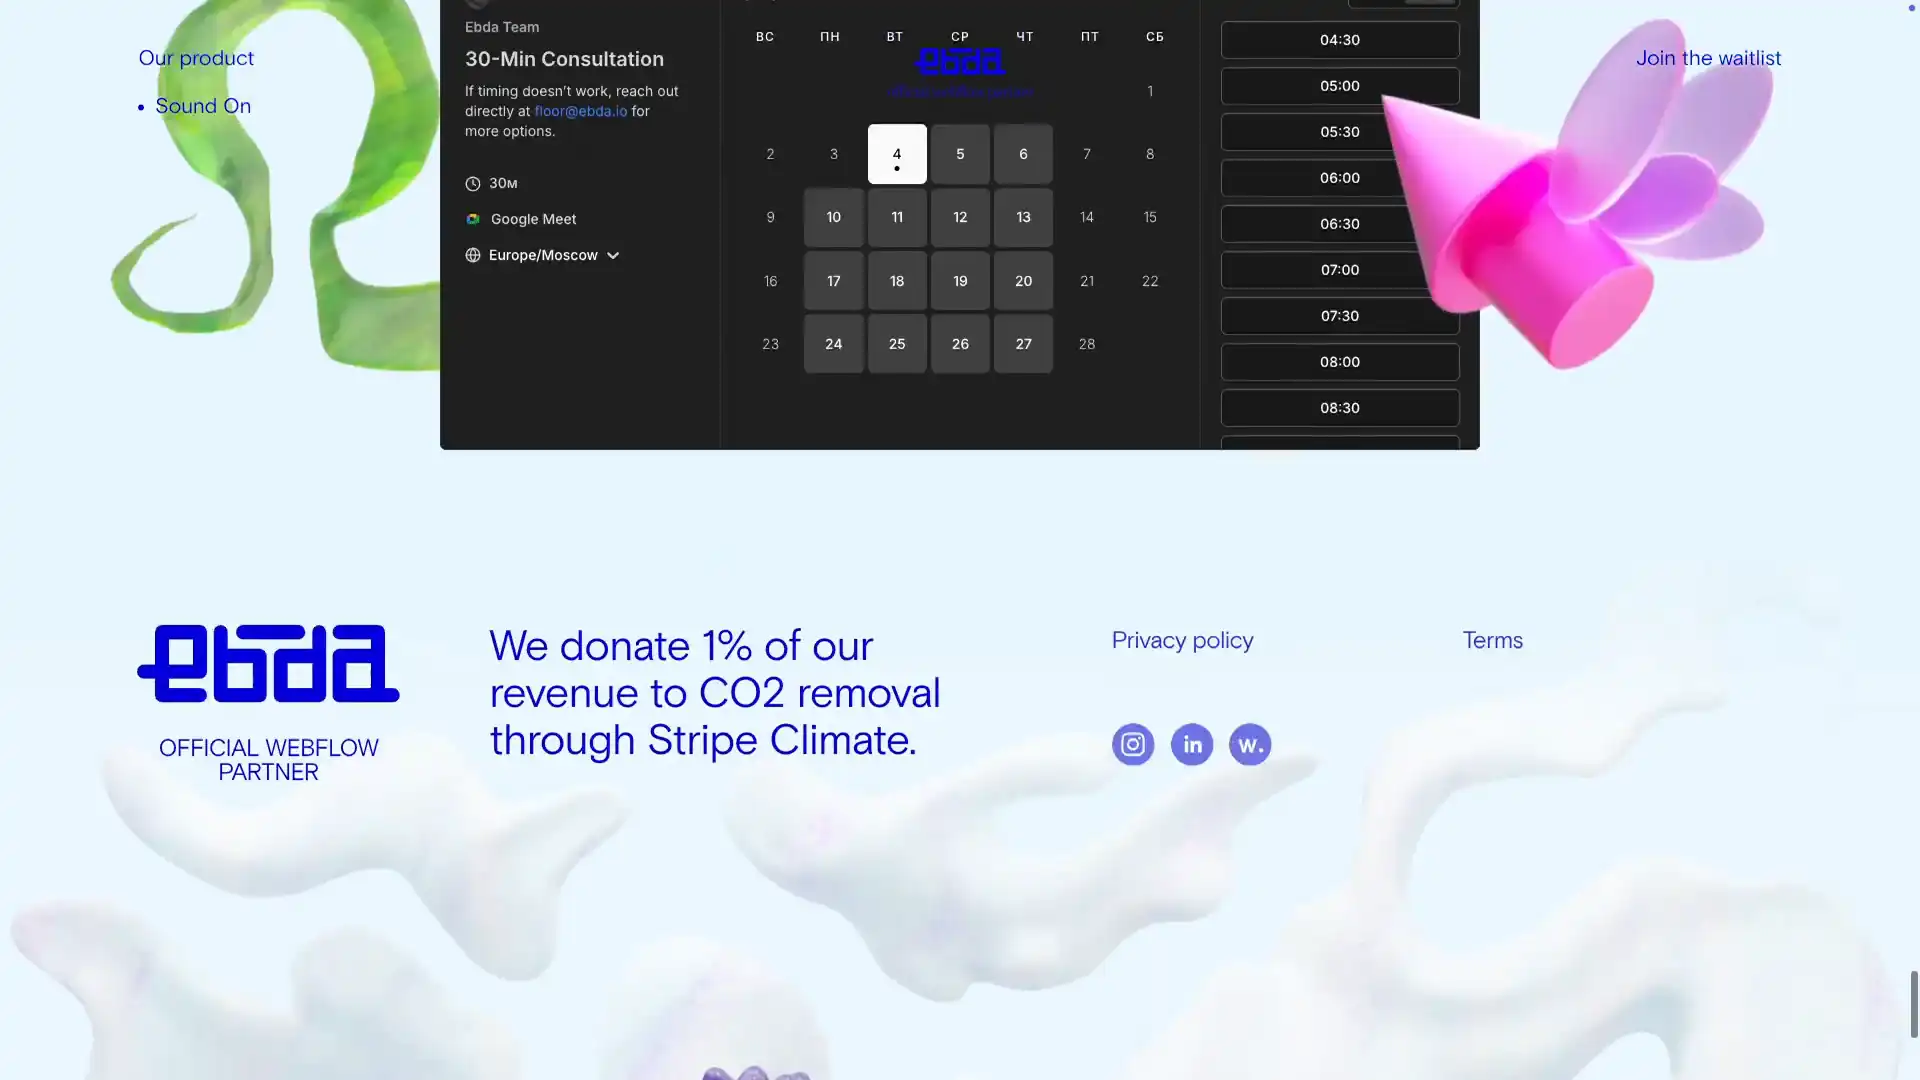 Our product
Sound On
Join the waitlist
ebda
Ebda Team
30-Min Consultation
If timing doesn’t work, reach out
directly at floor@ebda.io for
more options.
30м
Google Meet
Europe/Moscow
ВС ПН ВТ СР ЧТ ПТ СБ
1
2 3 4 5 6 7 8
9 10 11 12 13 14 15
16 17 18 19 20 21 22
23 24 25 26 27 28
04:30
05:00
05:30
06:00
06:30
07:00
07:30
08:00
08:30
ebda
OFFICIAL WEBFLOW
PARTNER
We donate 1% of our
revenue to CO2 removal
through Stripe Climate.
Privacy policy
Terms
in
w.